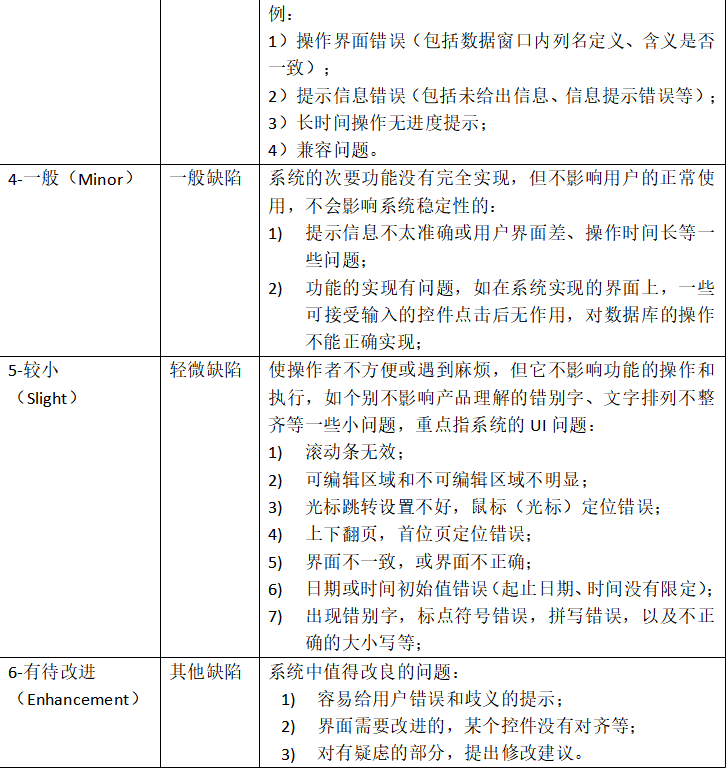 例：
1）操作界面错误（包括数据窗口内列名定义、含义是否
一致）；
2）提示信息错误（包括未给出信息、信息提示错误等）；
3）长时间操作无进度提示；
4）兼容问题。
4-一般（Minor）
一般缺陷
系统的次要功能没有完全实现，但不影响用户的正常使
用，不会影响系统稳定性的：
1) 提示信息不太准确或用户界面差、操作时间长等一
些问题；
2) 功能的实现有问题，如在系统实现的界面上，一些
可接受输入的控件点击后无作用，对数据库的操作
不能正确实现；
5-较小
（Slight）
轻微缺陷
使操作者不方便或遇到麻烦，但它不影响功能的操作和
执行，如个别不影响产品理解的错别字、文字排列不整
齐等一些小问题，重点指系统的 UI 问题：
1) 滚动条无效；
2) 可编辑区域和不可编辑区域不明显；
3) 光标跳转设置不好，鼠标（光标）定位错误；
4) 上下翻页，首位页定位错误；
5) 界面不一致，或界面不正确；
6) 日期或时间初始值错误（起止日期、时间没有限定）；
7) 出现错别字，标点符号错误，拼写错误，以及不正
确的大小写等；
6-有待改进
（Enhancement）
其他缺陷
系统中值得改良的问题：
1) 容易给用户错误和歧义的提示；
2) 界面需要改进的，某个控件没有对齐等；
3) 对有疑虑的部分，提出修改建议。